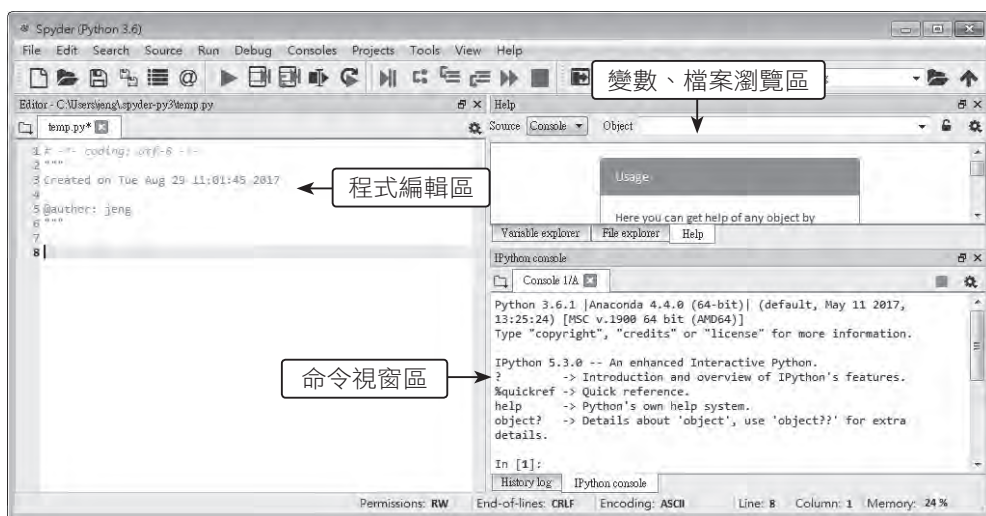 Spyder (Python 3.6)
File Edit Search Source Run Debug Consoles Projects Tools View Help
變數、檔案瀏覽區
Editor - C:\Users\jeng\.spyder-py3\temp.py
Help
temp.py*
Source Console Object
1 # -*- coding: utf-8 -*-
2 """
3 Created on Tue Aug 29 11:01:45 2017
4
5 @author: jeng
6 """
7
8
程式編輯區
Usage
Here you can get help of any object by
Variable explorer File explorer Help
IPython console
Console 1/A
Python 3.6.1 |Anaconda 4.4.0 (64-bit)| (default, May 11 2017,
13:25:24) [MSC v.1900 64 bit (AMD64)]
Type "copyright", "credits" or "license" for more information.
IPython 5.3.0 -- An enhanced Interactive Python.
? -> Introduction and overview of IPython's features.
%quickref -> Quick reference.
help -> Python's own help system.
object? -> Details about 'object', use 'object??' for extra
details.
命令視窗區
In [1]:
History log IPython console
Permissions: RW End-of-lines: CRLF Encoding: ASCII Line: 8 Column: 1 Memory: 24 %